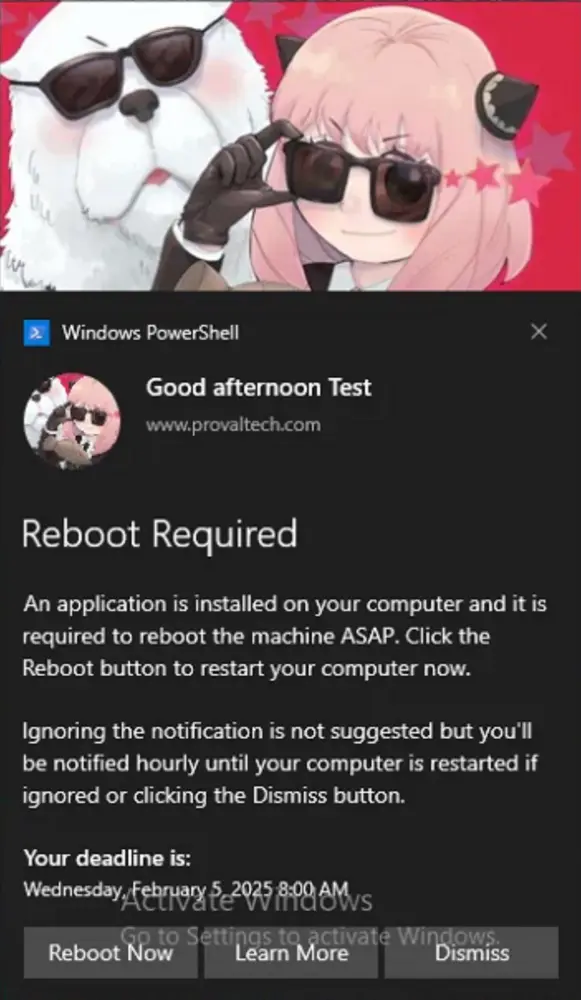 Windows PowerShell
Good afternoon Test
www.provaltech.com
Reboot Required
An application is installed on your computer and it is
required to reboot the machine ASAP. Click the
Reboot button to restart your computer now.
Ignoring the notification is not suggested but you'll
be notified hourly until your computer is restarted if
ignored or clicking the Dismiss button.
Your deadline is:
Wednesday, February 5, 2025 8:00 AM
Activate Windows
Go to Settings to activate Windows.
Reboot Now
Learn More
Dismiss